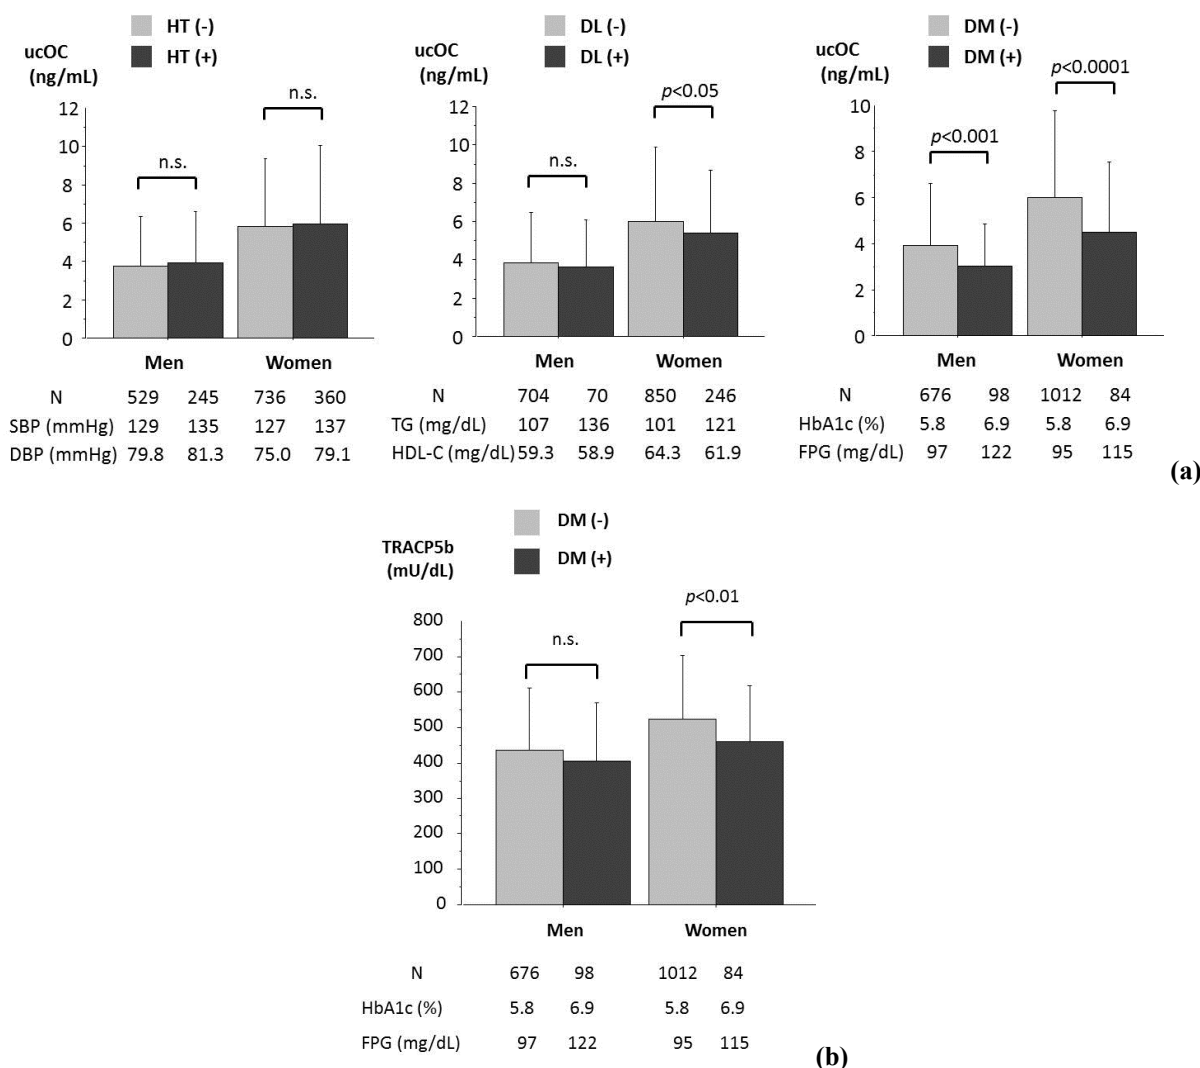 HT (-)
HT (+)
ucOC
(ng/mL)
n.s.
n.s.
12
10
8
6
4
2
0
Men Women
N 529 245 736 360
SBP (mmHg) 129 135 127 137
DBP (mmHg) 79.8 81.3 75.0 79.1
DL (-)
DL (+)
ucOC
(ng/mL)
p<0.05
n.s.
12
10
8
6
4
2
0
Men Women
N 704 70 850 246
TG (mg/dL) 107 136 101 121
HDL-C (mg/dL) 59.3 58.9 64.3 61.9
DM (-)
DM (+)
ucOC
(ng/mL)
p<0.0001
p<0.001
10
8
6
4
2
0
Men Women
N 676 98 1012 84
HbA1c (%) 5.8 6.9 5.8 6.9
FPG (mg/dL) 97 122 95 115
(a)
DM (-)
DM (+)
TRACP5b
(mU/dL)
p<0.01
n.s.
800
700
600
500
400
300
200
100
0
Men Women
N 676 98 1012 84
HbA1c (%) 5.8 6.9 5.8 6.9
FPG (mg/dL) 97 122 95 115
(b)